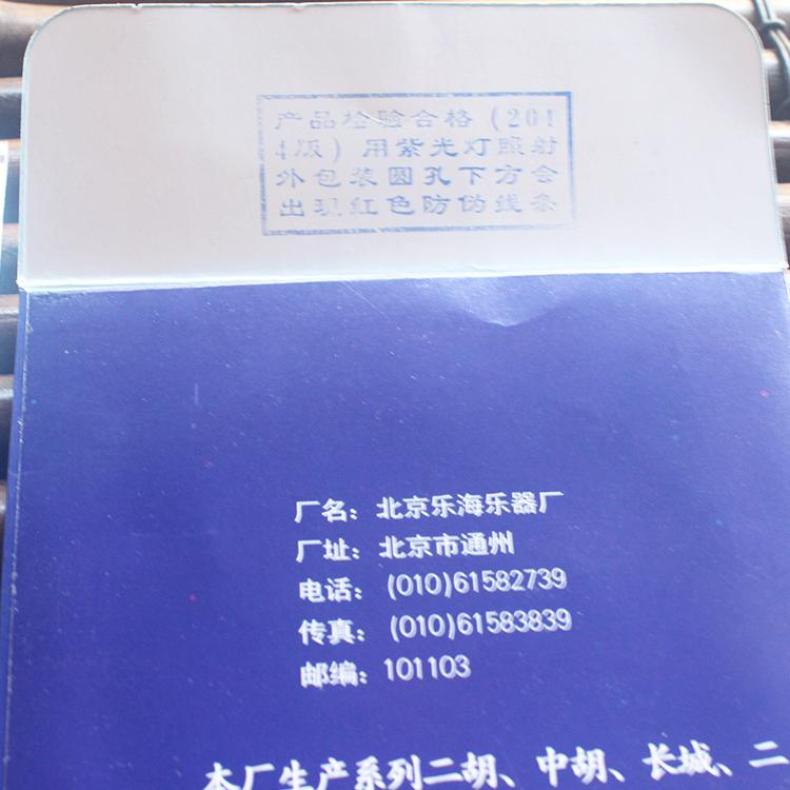 产品检验合格(201
4版)用紫光灯照射
外包装圆孔下方会
出现红色防伪线条
厂名：北京乐海乐器厂
厂址：北京市通州
电话：(010)61582739
传真：(010)61583839
邮编：101103
本厂生产系列二胡、中胡、长城、二